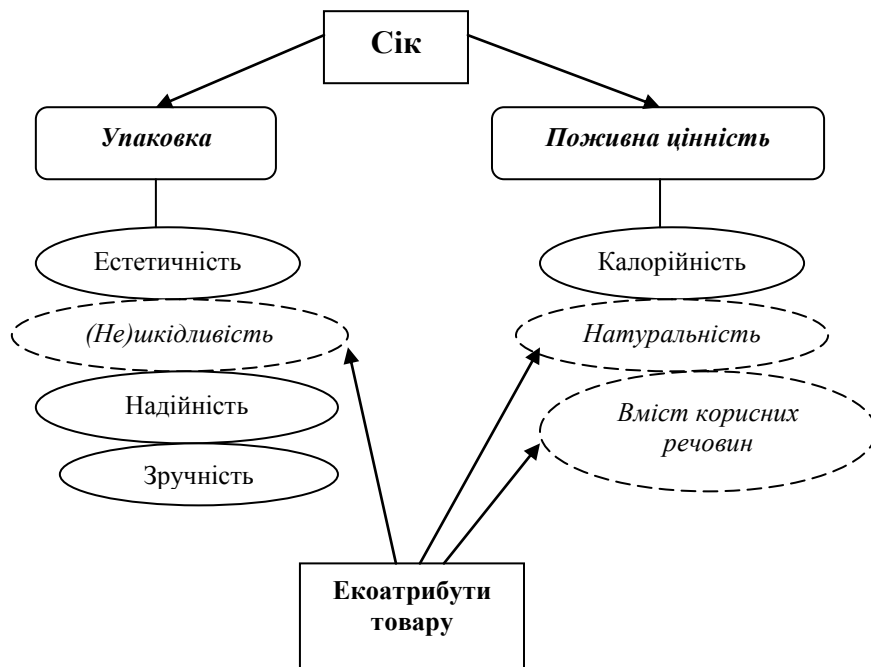 Сік
Упаковка
Поживна цінність
Естетичність
Калорійність
(Не)шкідливість
Натуральність
Надійність
Вміст корисних
речовин
Зручність
Екоатрибути
товару